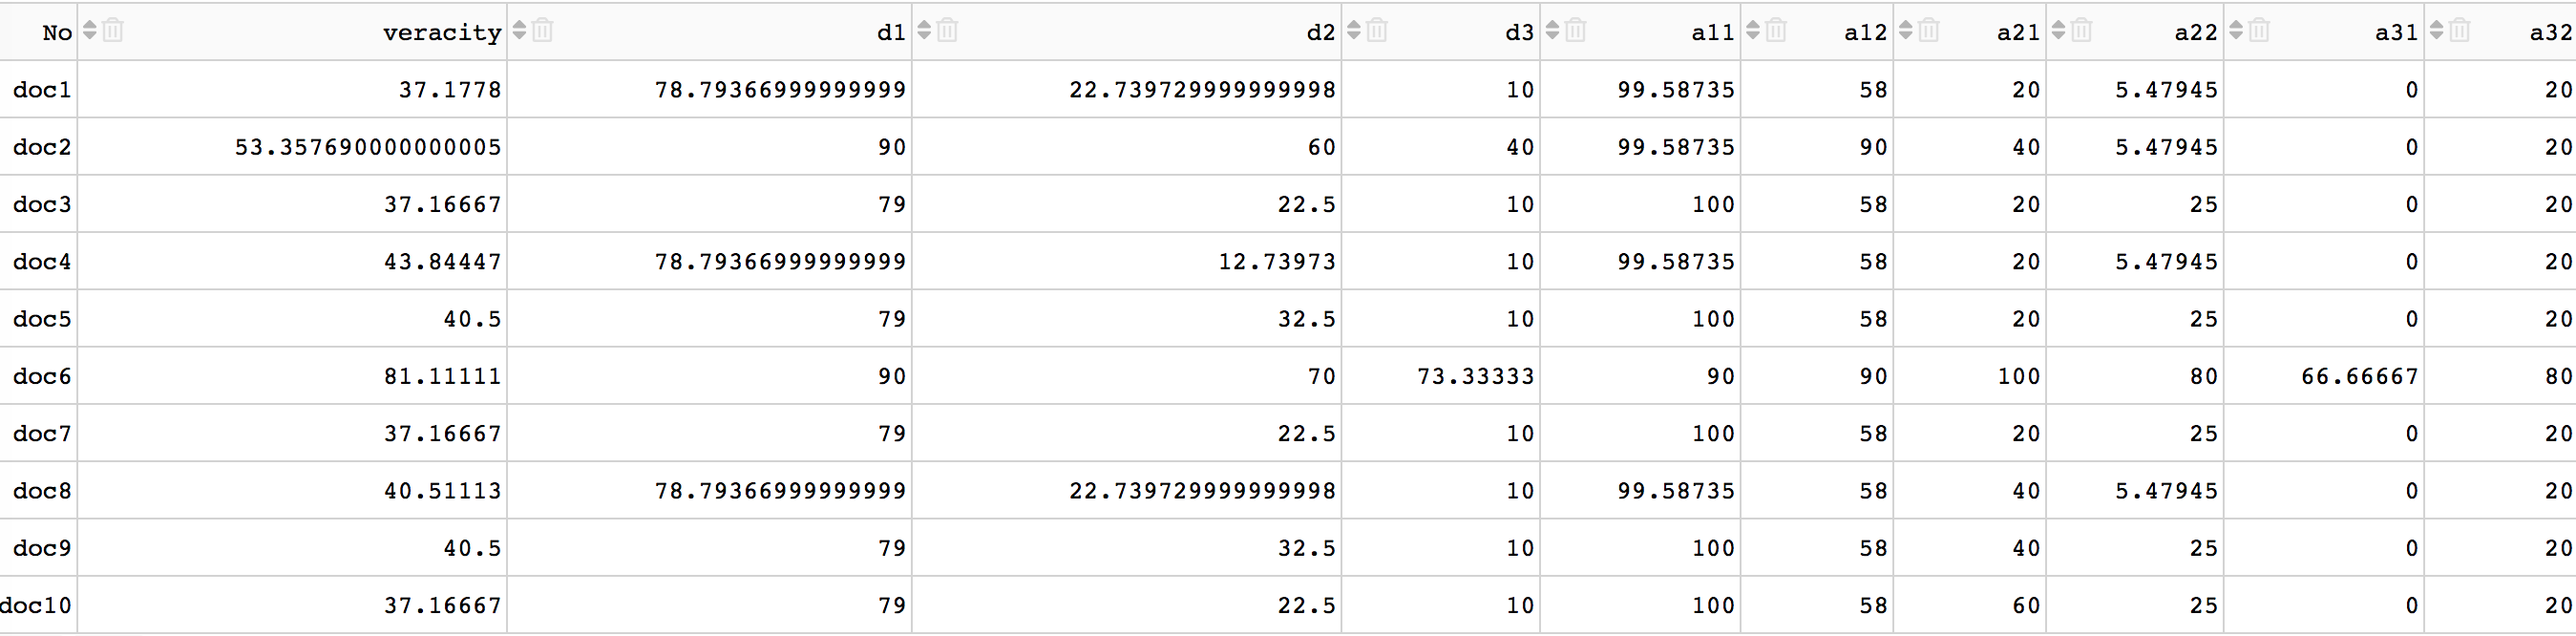 No veracity d1 d2 d3 a11 a12 a21 a22 a31 a32
doc1 37.1778 78.79366999999999 22.739729999999998 10 99.58735 58 20 5.47945 0 20
doc2 53.357690000000005 90 60 40 99.58735 90 40 5.47945 0 20
doc3 37.16667 79 22.5 10 100 58 20 25 0 20
doc4 43.84447 78.79366999999999 12.73973 10 99.58735 58 20 5.47945 0 20
doc5 40.5 79 32.5 10 100 58 20 25 0 20
doc6 81.11111 90 70 73.33333 90 90 100 80 66.66667 80
doc7 37.16667 79 22.5 10 100 58 20 25 0 20
doc8 40.51113 78.79366999999999 22.739729999999998 10 99.58735 58 40 5.47945 0 20
doc9 40.5 79 32.5 10 100 58 40 25 0 20
doc10 37.16667 79 22.5 10 100 58 60 25 0 20